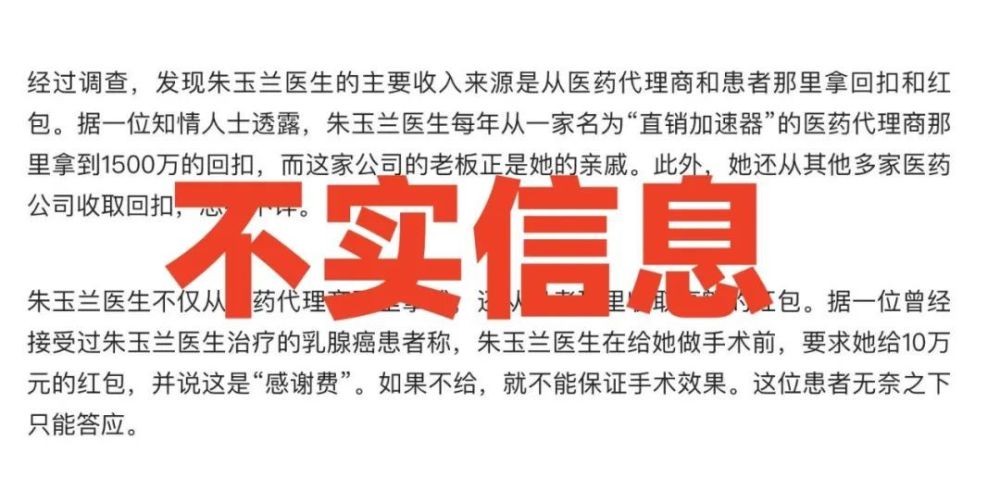 经过调查，发现朱玉兰医生的主要收入来源是从医药代理商和患者那里拿回扣和红
包。据一位知情人士透露，朱玉兰医生每年从一家名为“直销加速器”的医药代理商那
里拿到1500万的回扣，而这家公司的老板正是她的亲戚。此外，她还从其他多家医药
公司收取回扣，
不实信息
朱玉兰医生不仅从 药代理商 还从 红包。据一位曾经
接受过朱玉兰医生治疗的乳腺癌患者称，朱玉兰医生在给她做手术前，要求她给10万
元的红包，并说这是“感谢费”。如果不给，就不能保证手术效果。这位患者无奈之下
只能答应。